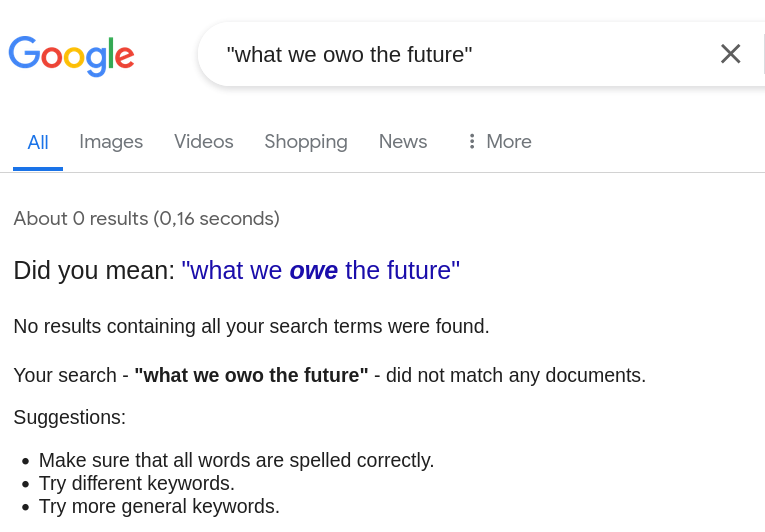 Google
"what we owo the future"
All Images Videos Shopping News More
About 0 results (0,16 seconds)
Did you mean: "what we owe the future"
No results containing all your search terms were found.
Your search - "what we owo the future" - did not match any documents.
Suggestions:
• Make sure that all words are spelled correctly.
• Try different keywords.
• Try more general keywords.